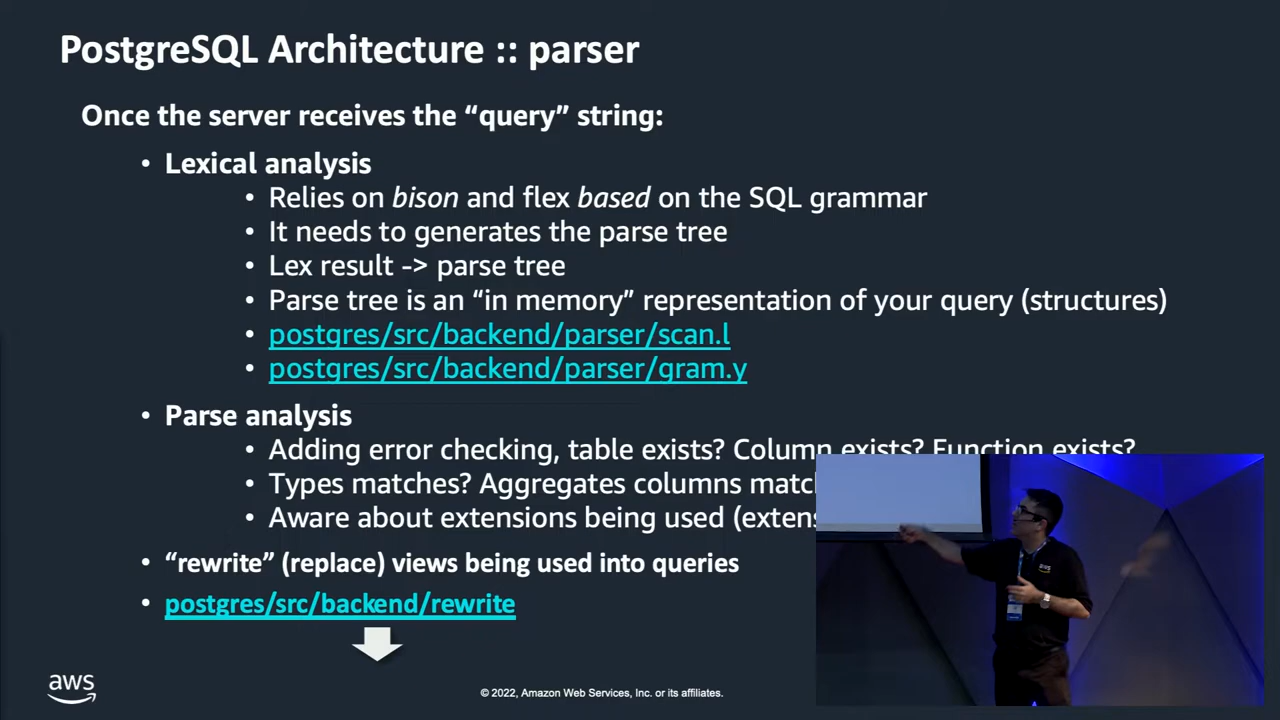 PostgreSQL Architecture :: parser
Once the server receives the “query” string:
• Lexical analysis
• Relies on bison and flex based on the SQL grammar
• It needs to generates the parse tree
• Lex result -> parse tree
• Parse tree is an “in memory” representation of your query (structures)
• postgres/src/backend/parser/scan.l
• postgres/src/backend/parser/gram.y
• Parse analysis
• Adding error checking, table exists? Column exists? Function exists?
• Types matches? Aggregates columns
• Aware about extensions being used
• “rewrite” (replace) views being used into queries
• postgres/src/backend/rewrite
aws
© 2022, Amazon Web Services, Inc. or its affiliates.
aws